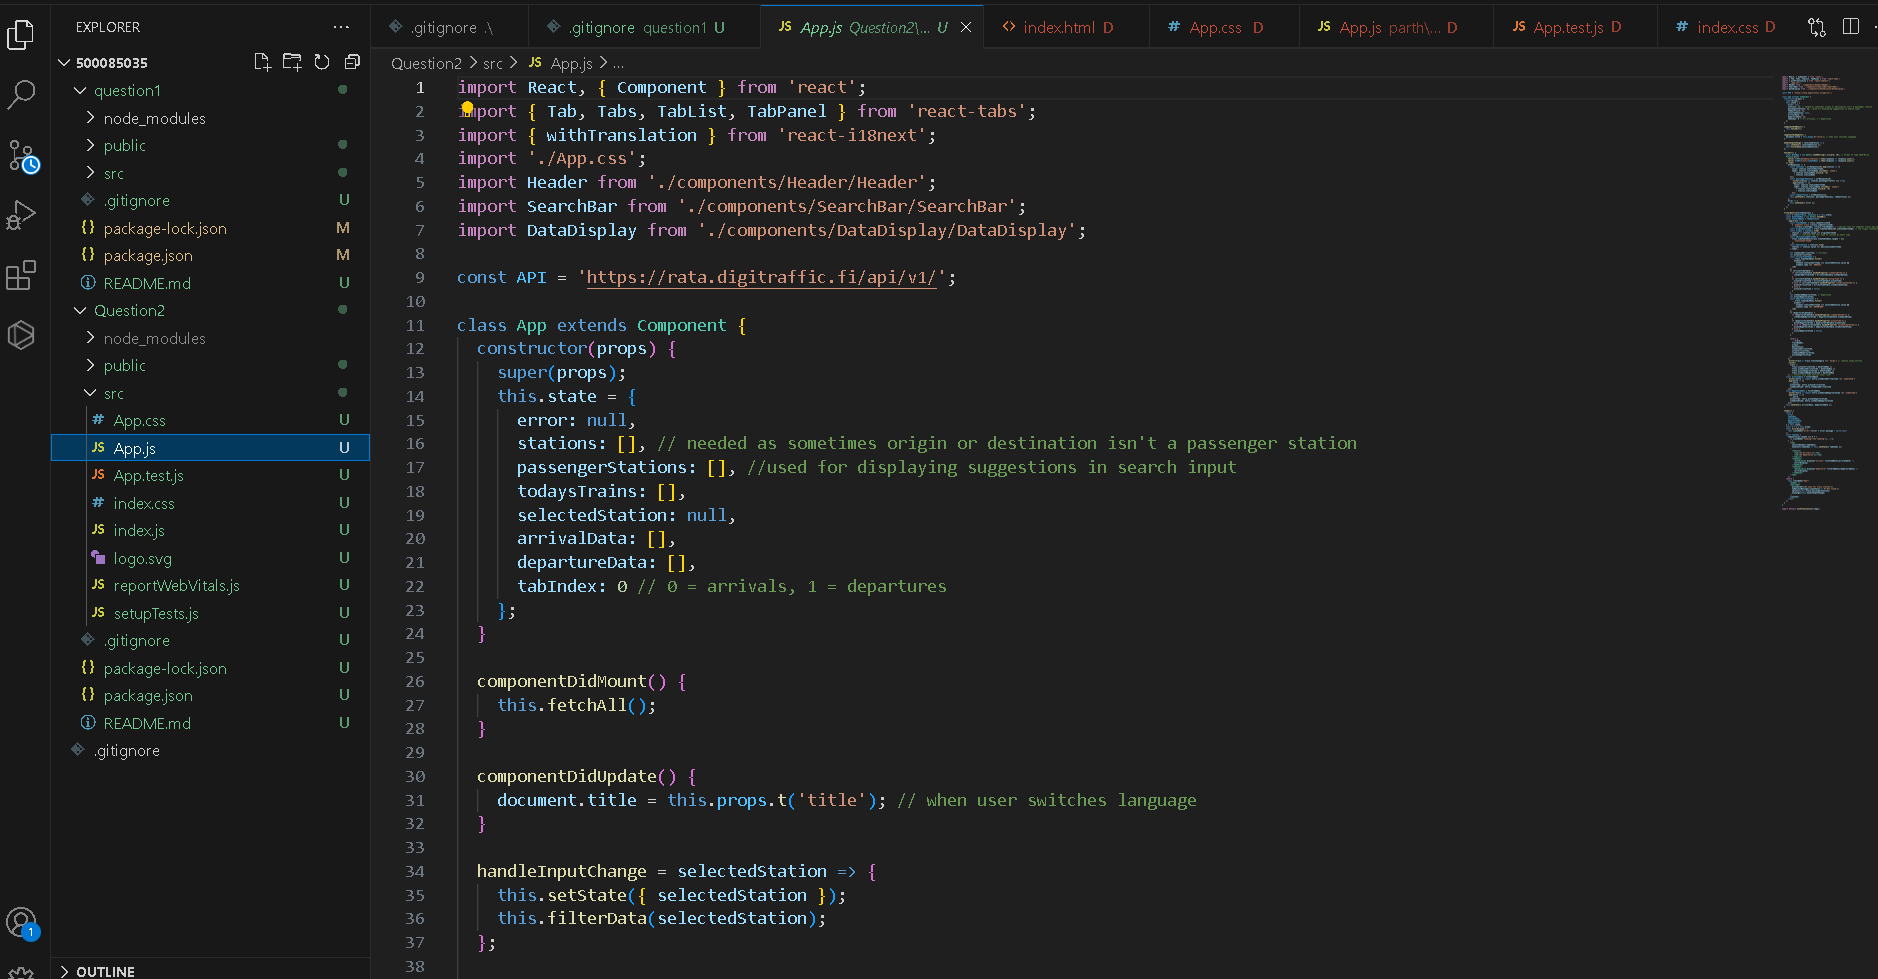 EXPLORER
500085035
question1
node_modules
public
src
.gitignore U
package-lock.json M
package.json M
README.md U
Question2
node_modules
public
src
App.css U
App.js U
App.test.js U
index.css U
index.js U
logo.svg U
reportWebVitals.js U
setupTests.js U
.gitignore U
package-lock.json U
package.json U
README.md U
.gitignore
OUTLINE
1
.gitignore .\
.gitignore question1 U
JS App.js Question2\... U
index.html D
# App.css D
JS App.js parth\... D
JS App.test.js D
# index.css D
Question2 > src > JS App.js > ...
1 import React, { Component } from 'react';
2 import { Tab, Tabs, TabList, TabPanel } from 'react-tabs';
3 import { withTranslation } from 'react-i18next';
4 import './App.css';
5 import Header from './components/Header/Header';
6 import SearchBar from './components/SearchBar/SearchBar';
7 import DataDisplay from './components/DataDisplay/DataDisplay';
8
9 const API = 'https://rata.digitraffic.fi/api/v1/';
10
11 class App extends Component {
12 constructor(props) {
13 super(props);
14 this.state = {
15 error: null,
16 stations: [], // needed as sometimes origin or destination isn't a passenger station
17 passengerStations: [], //used for displaying suggestions in search input
18 todaysTrains: [],
19 selectedStation: null,
20 arrivalData: [],
21 departureData: [],
22 tabIndex: 0 // 0 = arrivals, 1 = departures
23 };
24 }
25
26 componentDidMount() {
27 this.fetchAll();
28 }
29
30 componentDidUpdate() {
31 document.title = this.props.t('title'); // when user switches language
32 }
33
34 handleInputChange = selectedStation => {
35 this.setState({ selectedStation });
36 this.filterData(selectedStation);
37 };
38